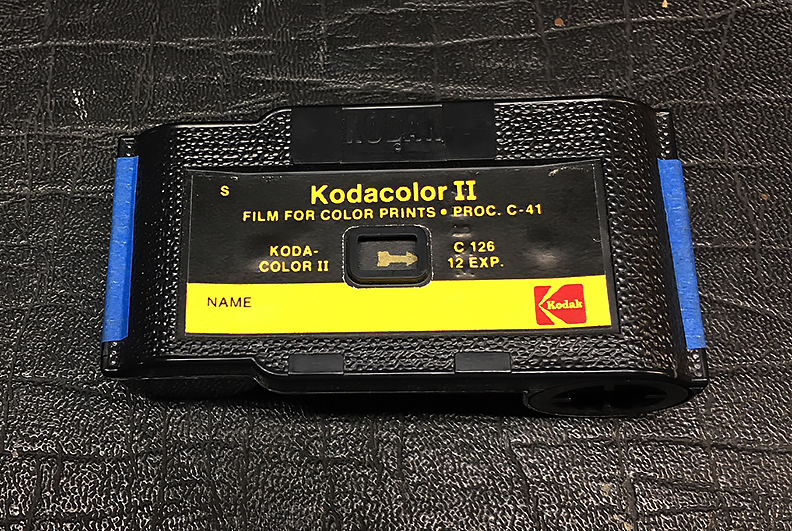 KODAK
S
Kodacolor II
FILM FOR COLOR PRINTS • PROC. C-41
KODA-
COLOR II
C 126
12 EXP.
NAME
Kodak